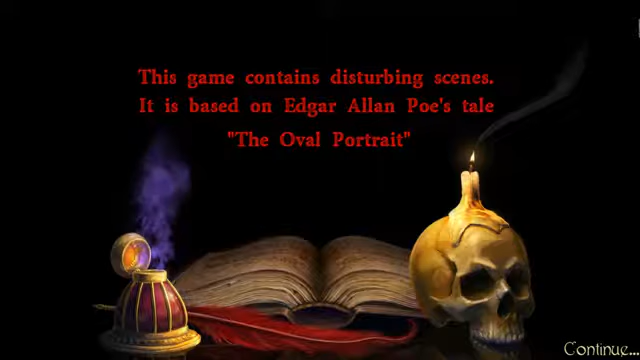 This game contains disturbing scenes.
It is based on Edgar Allan Poe's tale
"The Oval Portrait"
Continue...